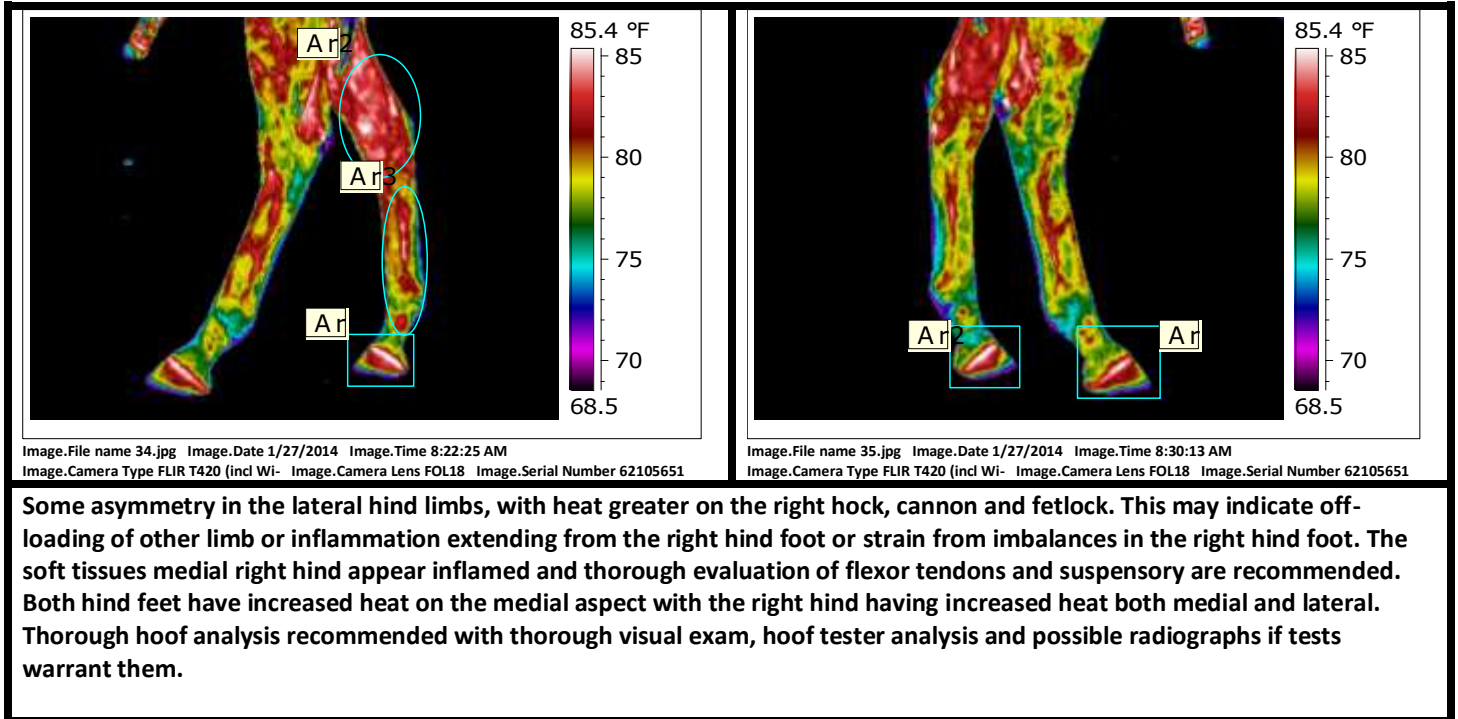 Ar2
85.4 °F
85
80
75
70
68.5
Ar3
Ar
Image.File name 34.jpg Image.Date 1/27/2014 Image.Time 8:22:25 AM
Image.Camera Type FLIR T420 (incl Wi- Image.Camera Lens FOL18 Image.Serial Number 62105651
85.4 °F
85
80
75
70
68.5
Ar2
Ar
Image.File name 35.jpg Image.Date 1/27/2014 Image.Time 8:30:13 AM
Image.Camera Type FLIR T420 (incl Wi- Image.Camera Lens FOL18 Image.Serial Number 62105651
Some asymmetry in the lateral hind limbs, with heat greater on the right hock, cannon and fetlock. This may indicate off-
loading of other limb or inflammation extending from the right hind foot or strain from imbalances in the right hind foot. The
soft tissues medial right hind appear inflamed and thorough evaluation of flexor tendons and suspensory are recommended.
Both hind feet have increased heat on the medial aspect with the right hind having increased heat both medial and lateral.
Thorough hoof analysis recommended with thorough visual exam, hoof tester analysis and possible radiographs if tests
warrant them.